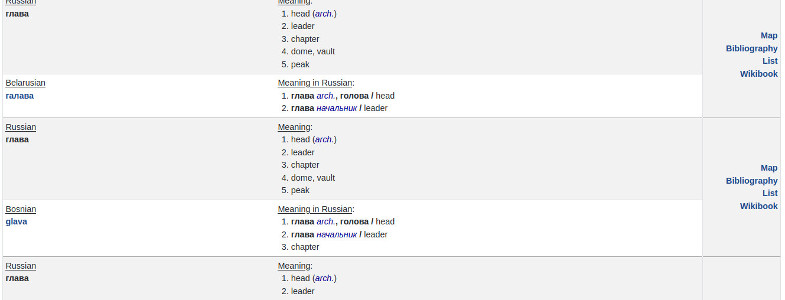 Russian Meaning:
глава 1. head (arch.)
2. leader
3. chapter
Map
4. dome, vault
Bibliography
5. peak
List
Wikibook
Belarusian Meaning in Russian:
галава 1. глава arch., голова / head
2. глава начальник / leader
Russian Meaning:
глава 1. head (arch.)
2. leader
3. chapter
Map
4. dome, vault
Bibliography
5. peak
List
Wikibook
Bosnian Meaning in Russian:
glava 1. глава arch., голова / head
2. глава начальник / leader
3. chapter
Russian Meaning:
глава 1. head (arch.)
2. leader